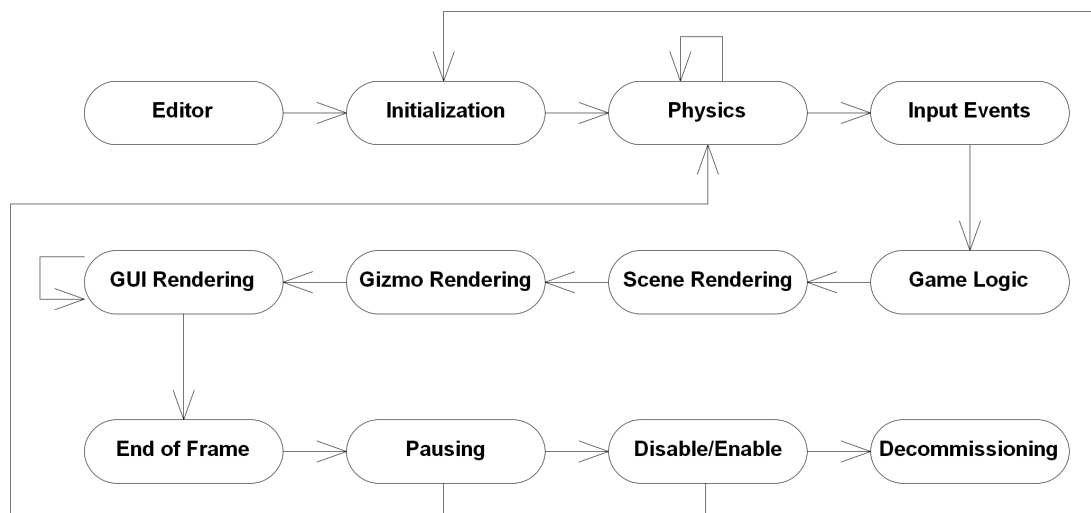 Editor
Initialization
Physics
Input Events
GUI Rendering
Gizmo Rendering
Scene Rendering
Game Logic
End of Frame
Pausing
Disable/Enable
Decommissioning